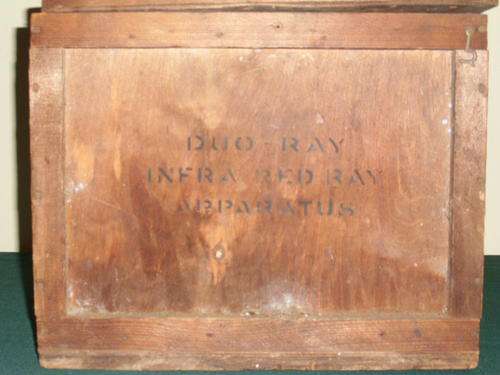 DUO-RAY
INFRA RED RAY
APPARATUS